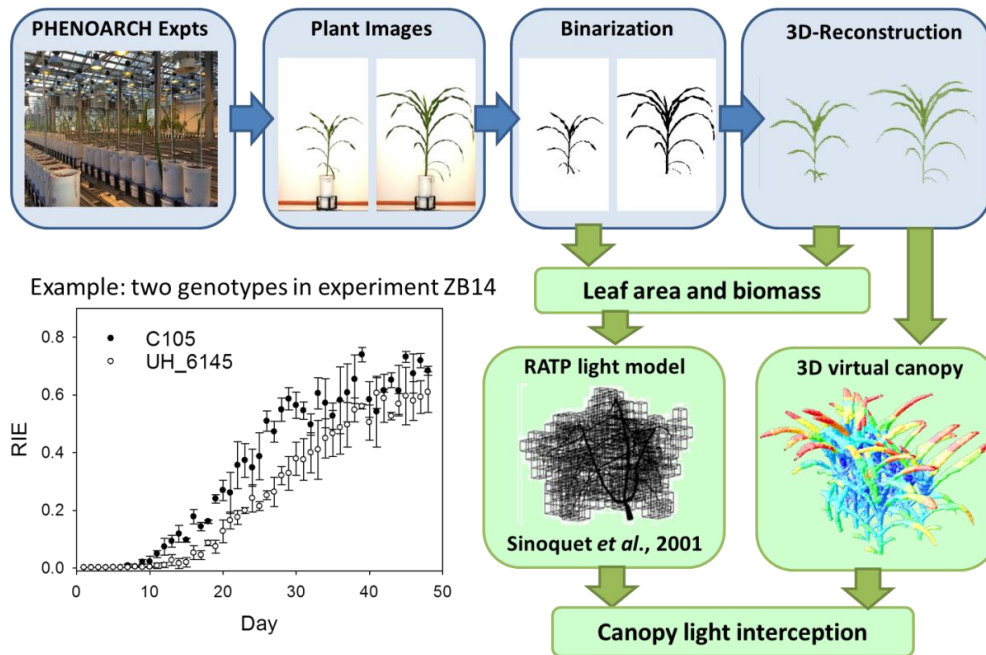 PHENOARCH Expts
Plant Images
Binarization
3D-Reconstruction
Leaf area and biomass
Example: two genotypes in experiment ZB14
C105
UH_6145
RIE
0.8
0.6
0.4
0.2
0.0
0 10 20 30 40 50
Day
RATP light model
Sinoquet et al., 2001
3D virtual canopy
Canopy light interception